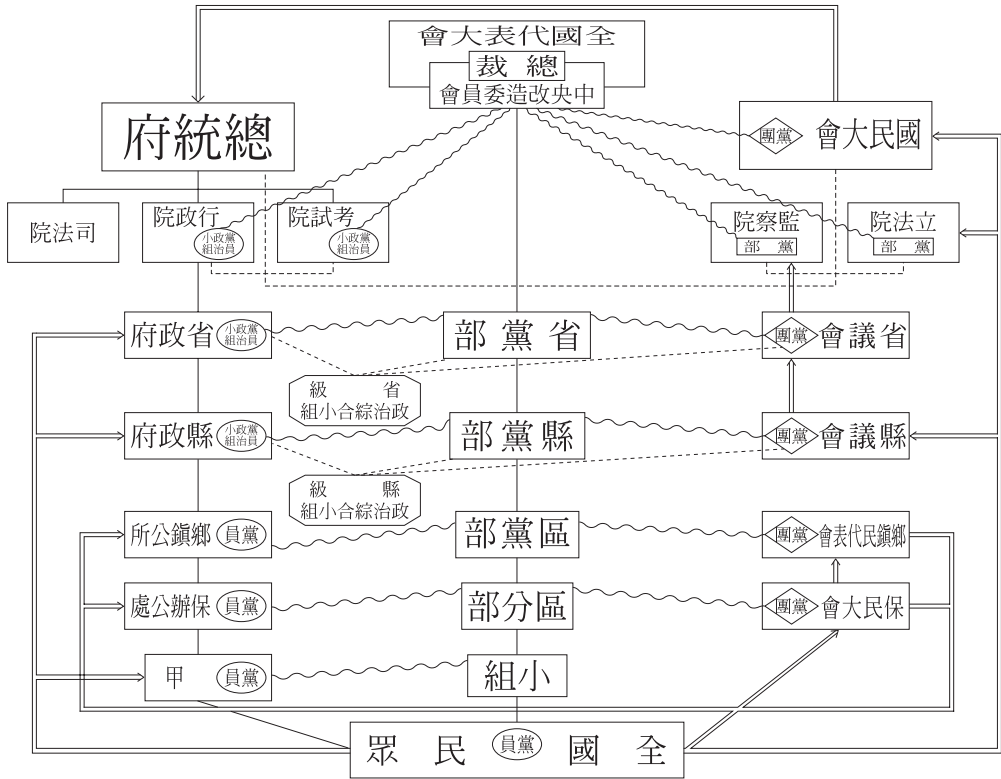 全國代表大會
總裁
中央改造委員會
總統府
國民大會
黨團
司法院
行政院
黨員政治小組
考試院
黨員政治小組
監察院
黨部
立法院
黨部
省政府
黨員政治小組
省黨部
省議會
黨團
省級
政治綜合小組
縣政府
黨員政治小組
縣黨部
縣議會
黨團
縣級
政治綜合小組
鄉鎮公所
黨員
區黨部
鄉鎮民代表會
黨團
保辦公處
黨員
區分部
保民大會
黨團
甲
黨員
小組
全國民眾
黨員